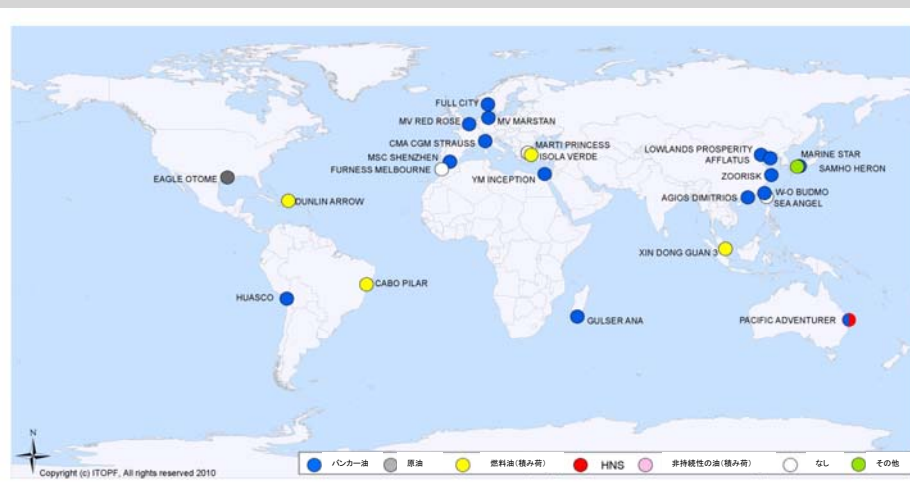 FULL CITY
MV RED ROSE
MV MARSTAN
CMA CGM STRAUSS
MARTI PRINCESS
ISOLA VERDE
MSC SHENZHEN
FURNESS MELBOURNE
YM INCEPTION
LOWLANDS PROSPERITY
AFFLATUS
MARINE STAR
SAMHO HERON
ZOORISK
W-O BUDMO
AGIOS DIMITRIOS
SEA ANGEL
EAGLE OTOME
DUNLIN ARROW
XIN DONG GUAN 3
CABO PILAR
HUASCO
GULSER ANA
PACIFIC ADVENTURER
N
Copyright (c) ITOPF, All rights reserved 2010
バンカー油 原油 燃料油(積み荷) HNS 非持続性の油(積み荷) なし その他